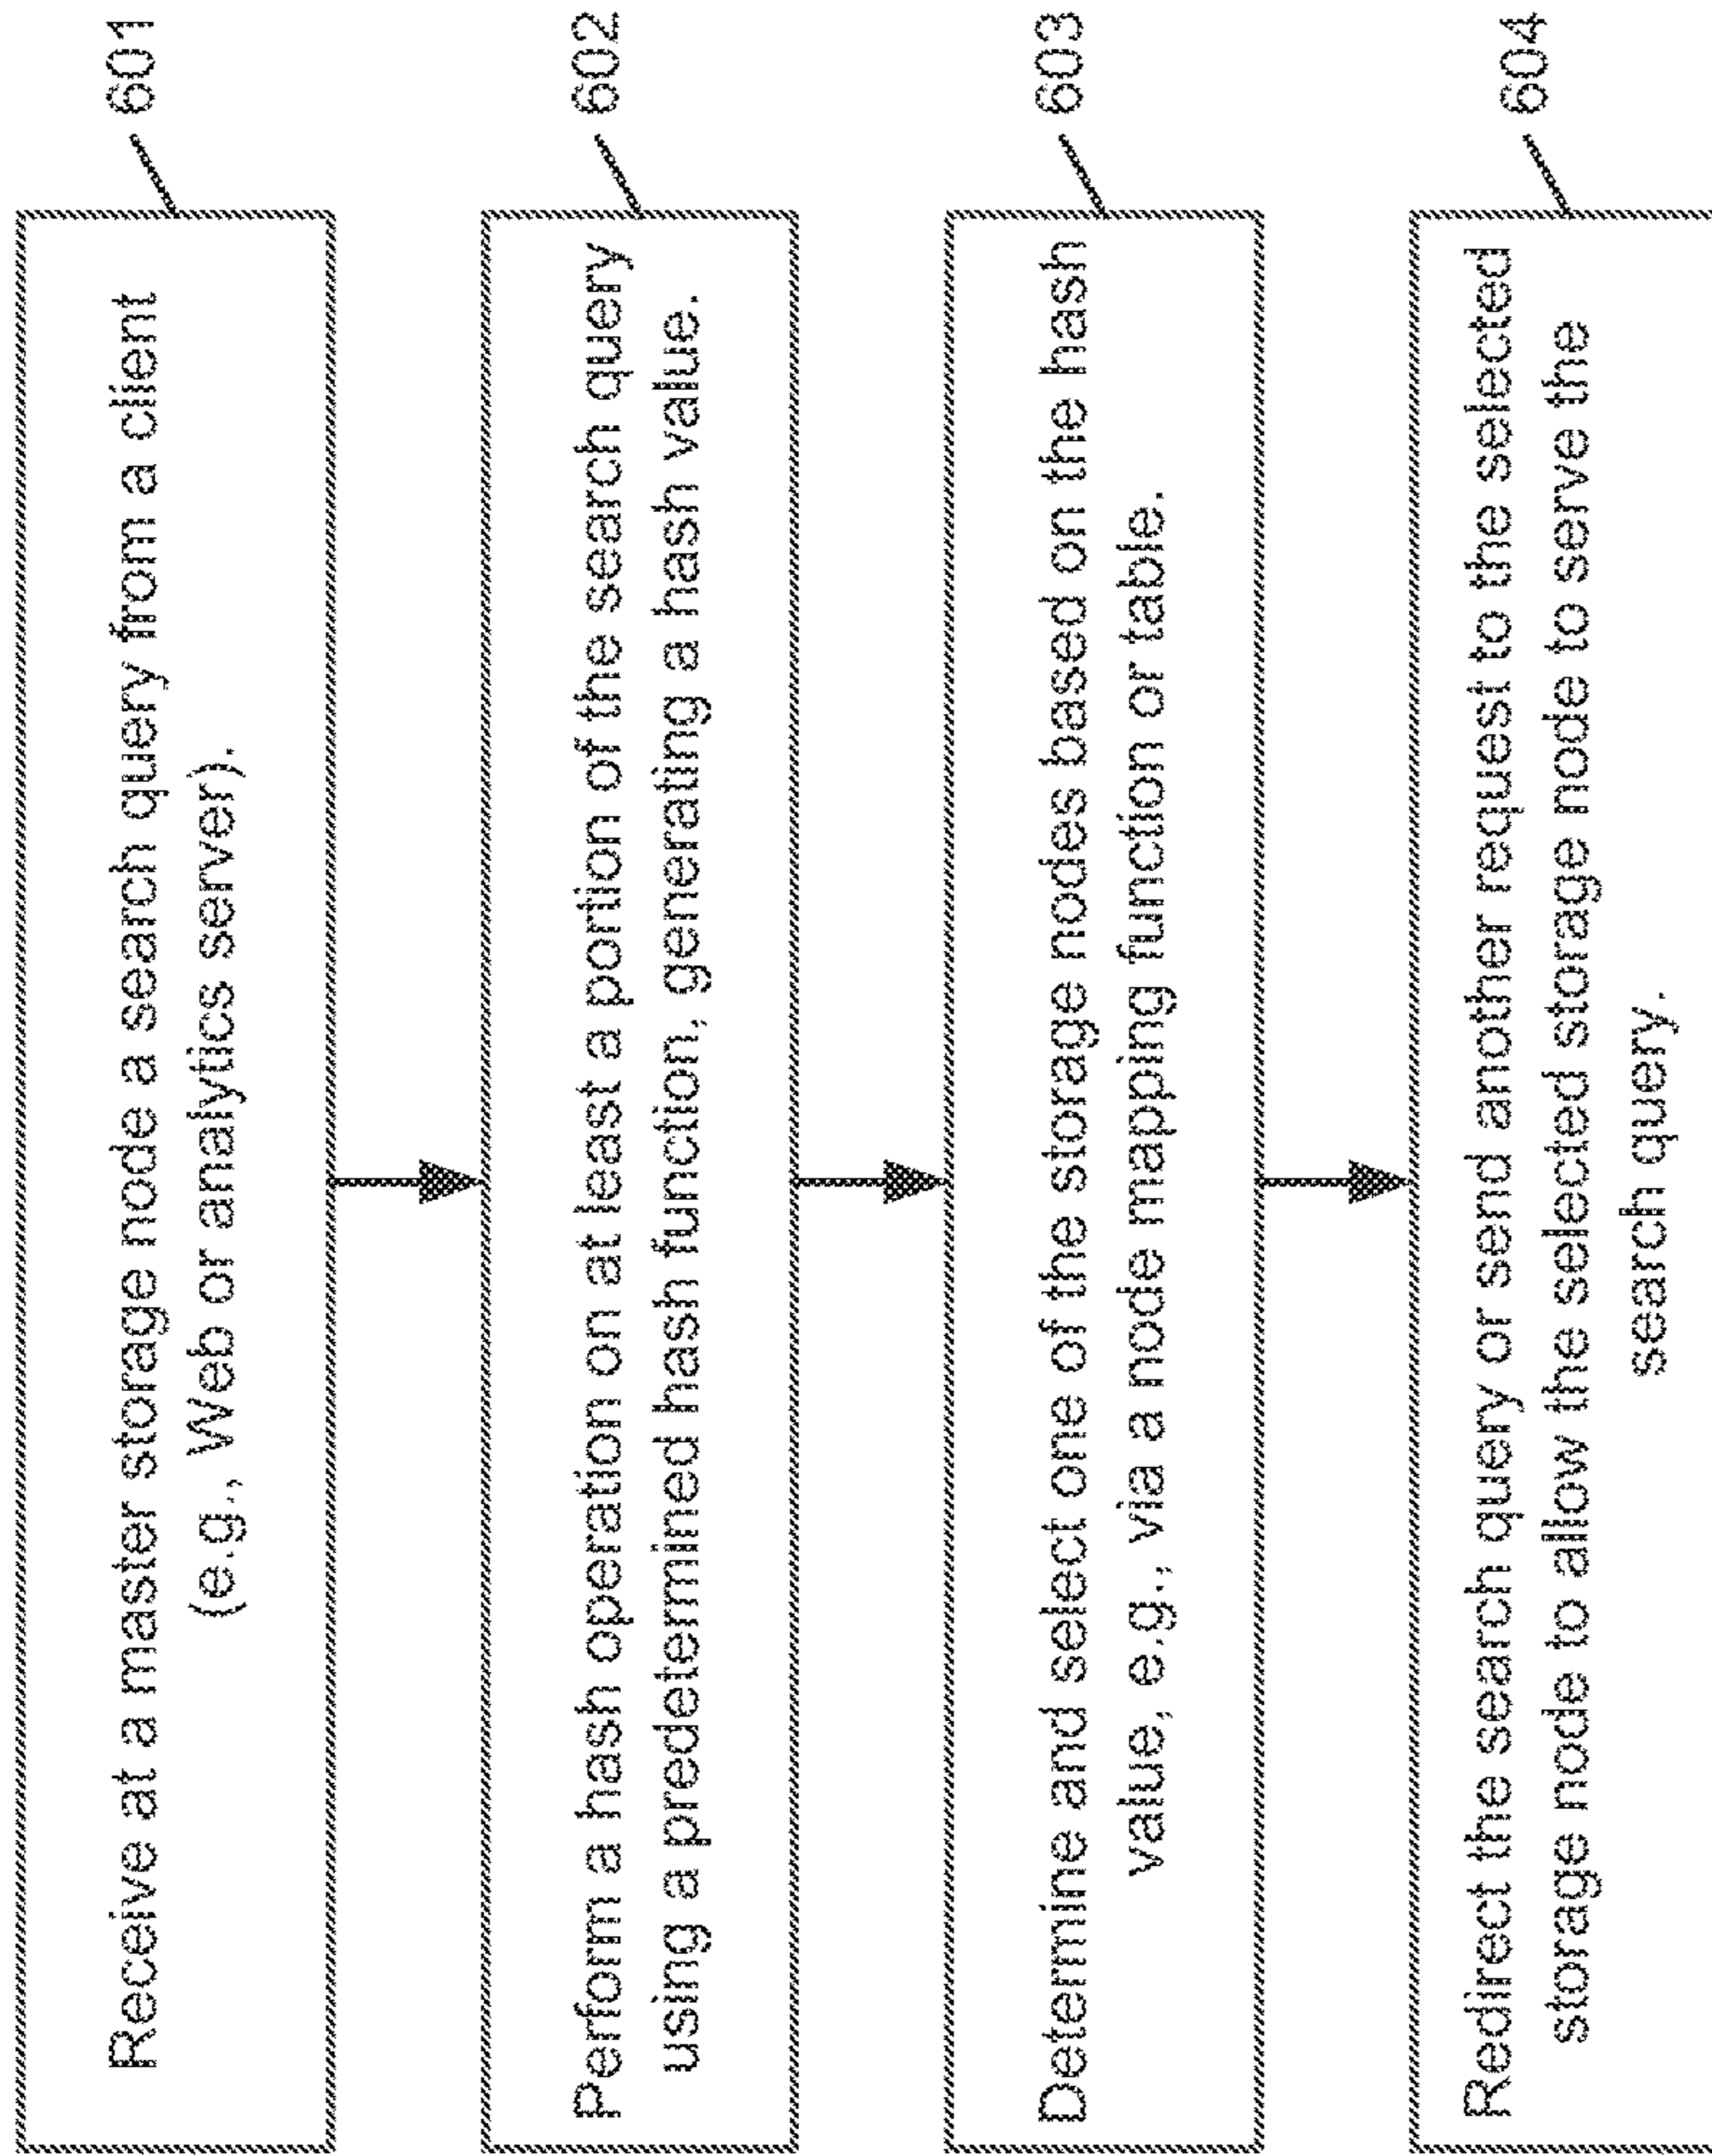 Receive at a master storage node a search query from a client
(e.g., Web or analytics server).
601
Perform a hash operation on at least a portion of the search query
using a predetermined hash function, generating a hash value.
602
Determine and select one of the storage nodes based on the hash
value, e.g., via a node mapping function or table.
603
Redirect the search query or send another request to the selected
storage node to allow the selected storage node to serve the
search query.
604